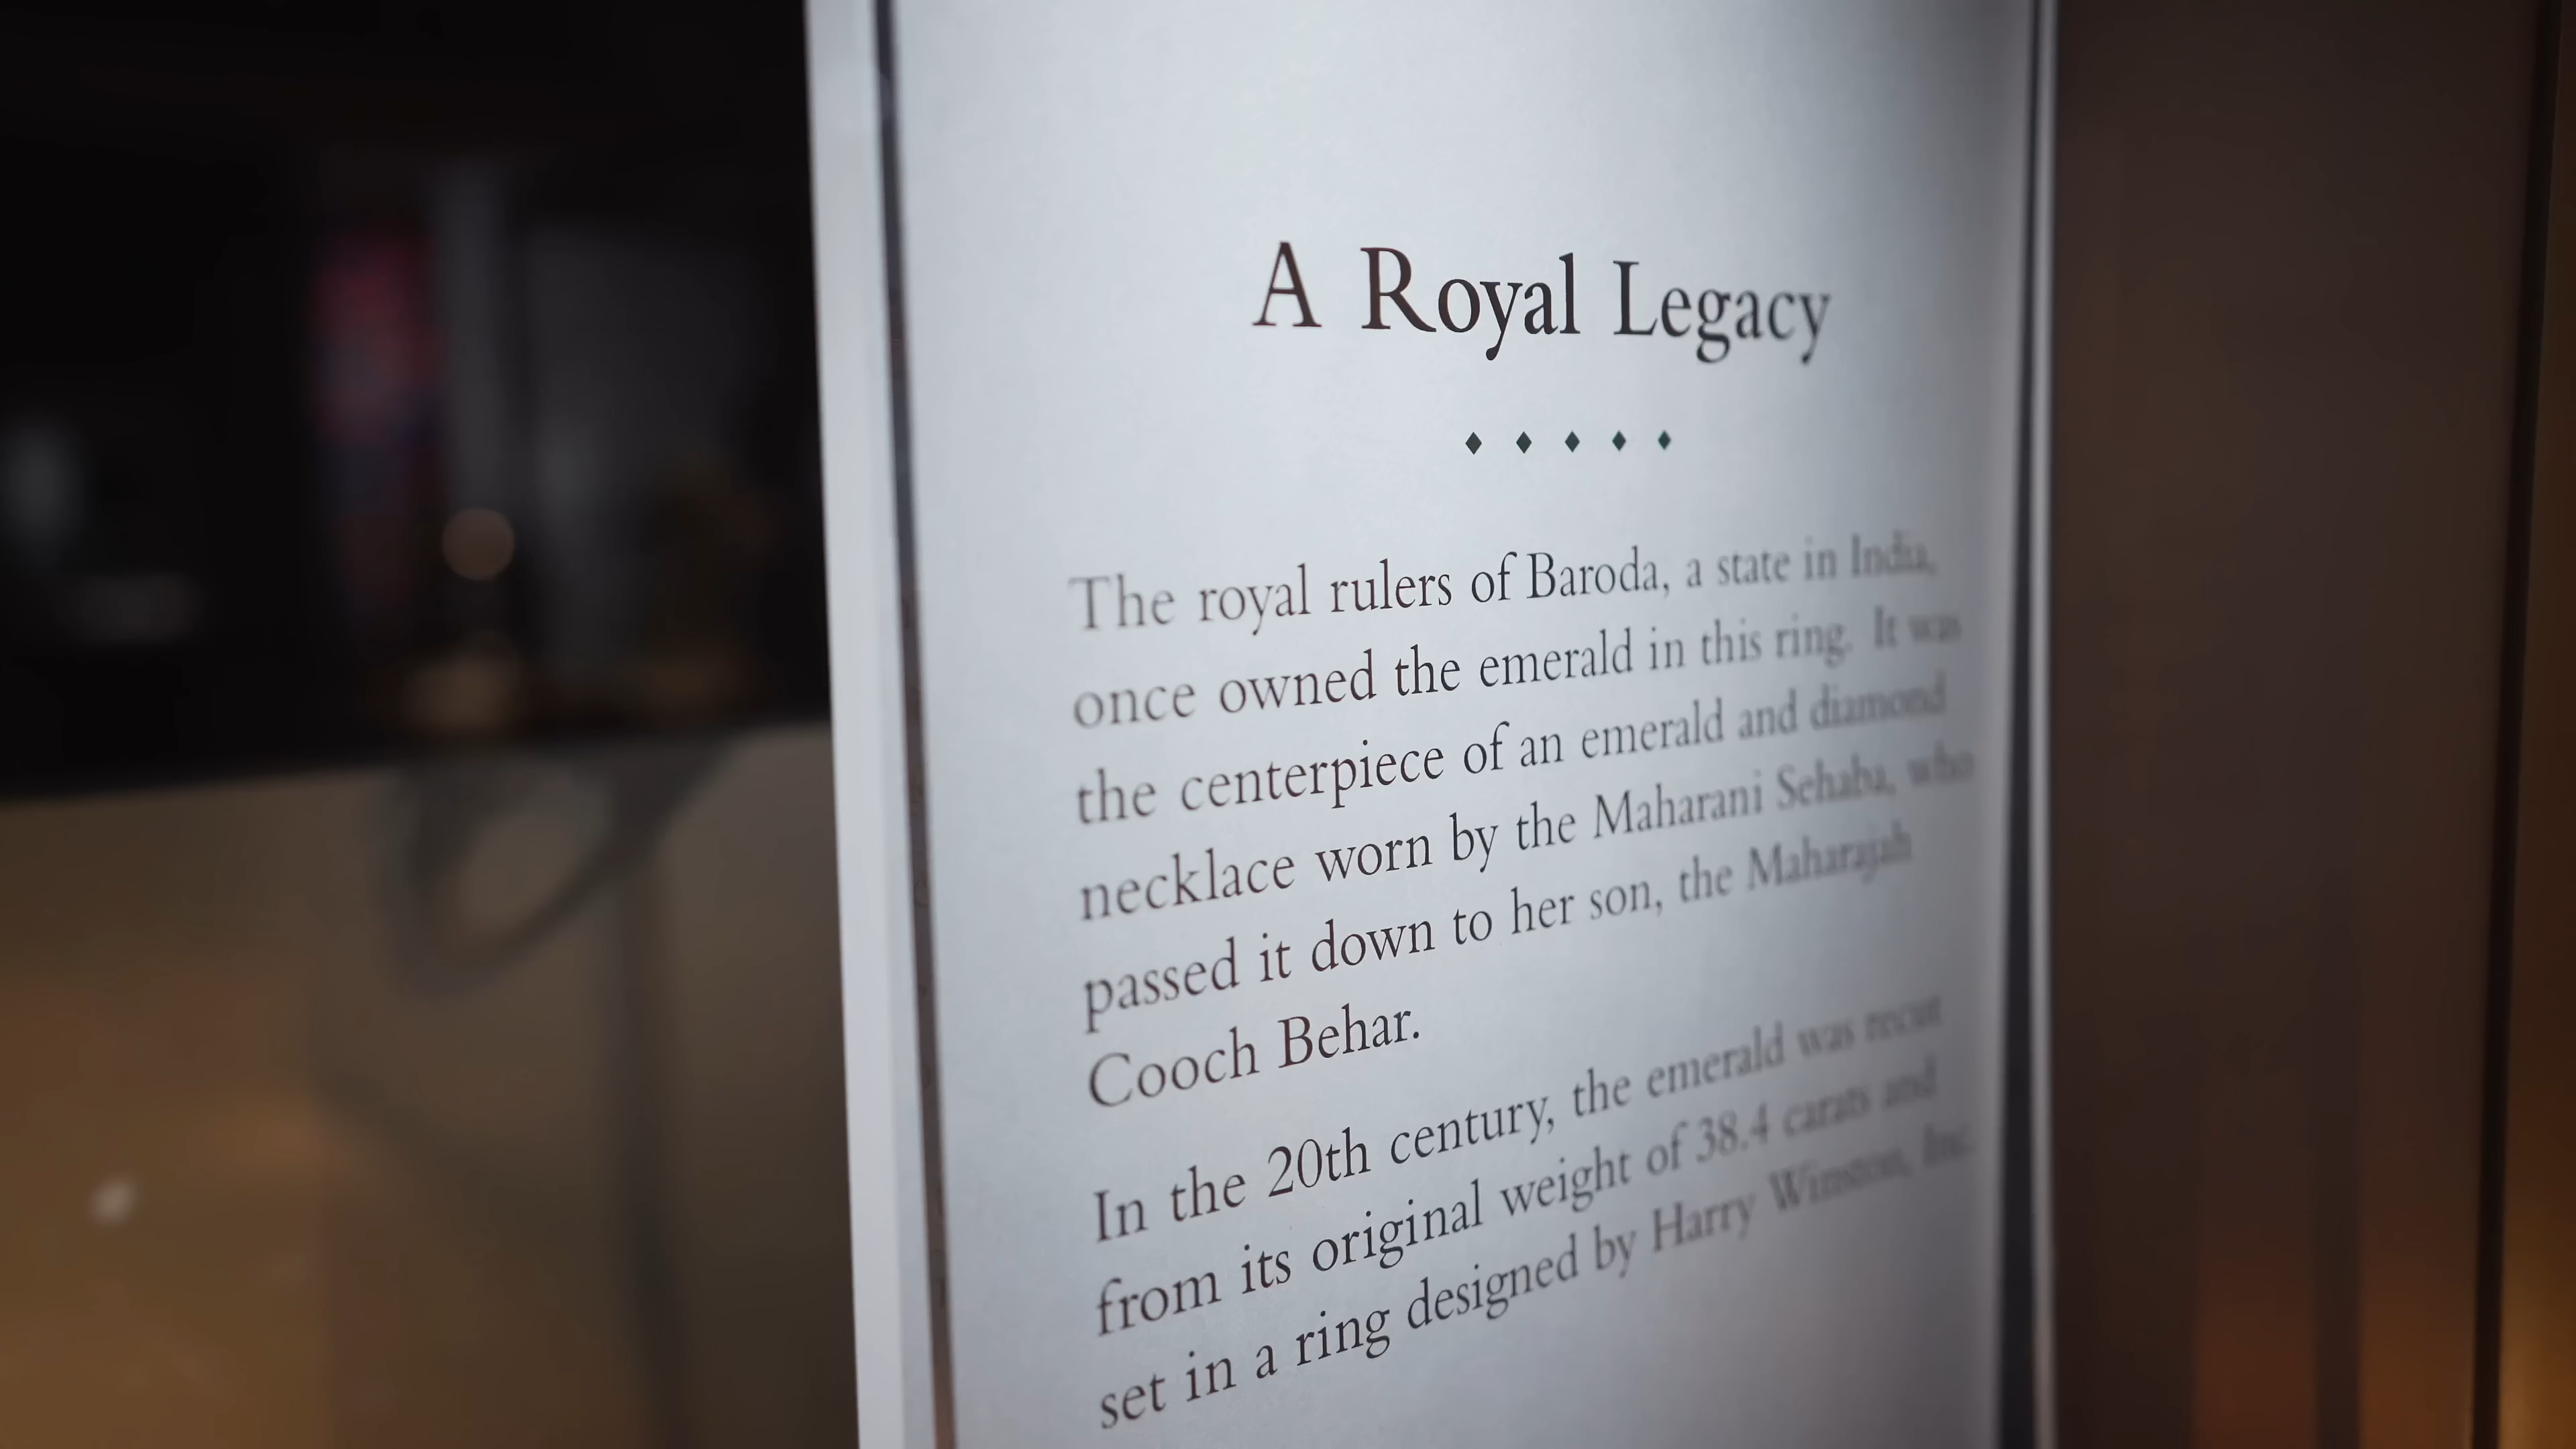 A Royal Legacy
The royal rulers of Baroda, a state in India,
once owned the emerald in this ring. It was
the centerpiece of an emerald and diamond
necklace worn by the Maharani Sehaba, who
passed it down to her son, the Maharajah
Cooch Behar.
In the 20th century, the emerald was recut
from its original weight of 38.4 carats and
set in a ring designed by Harry Winston, Inc.